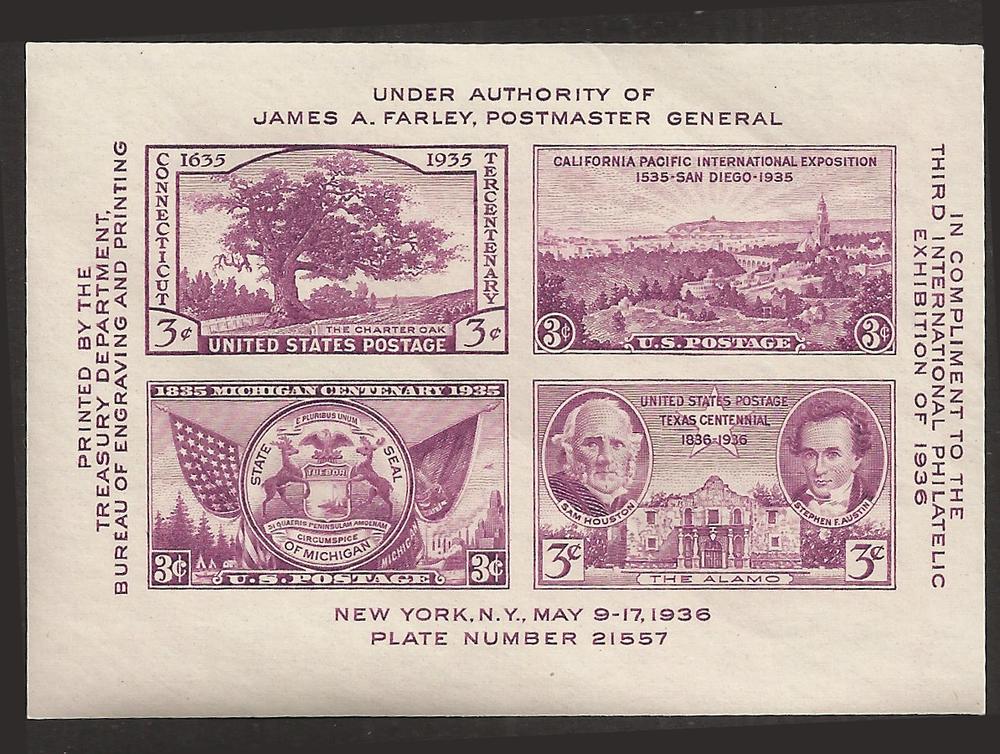 UNDER AUTHORITY OF
JAMES A. FARLEY, POSTMASTER GENERAL
PRINTED BY THE
TREASURY DEPARTMENT,
BUREAU OF ENGRAVING AND PRINTING
CONNECTICUT
1635
1935
TERCENTENARY
THE CHARTER OAK
3¢
3¢
UNITED STATES POSTAGE
CALIFORNIA PACIFIC INTERNATIONAL EXPOSITION
1535-SAN DIEGO-1935
3¢
3¢
U.S. POSTAGE
1835 MICHIGAN CENTENARY 1935
E PLURIBUS UNUM
STATE SEAL
TUEBOR
SI QUAERIS PENINSULAM AMOENAM
CIRCUMSPICE
OF MICHIGAN
MICHIG
3¢
3¢
U.S. POSTAGE
UNITED STATES POSTAGE
TEXAS CENTENNIAL
1836-1936
SAM HOUSTON
STEPHEN F. AUSTIN
3¢
3¢
THE ALAMO
IN COMPLIMENT TO THE
THIRD INTERNATIONAL PHILATELIC
EXHIBITION OF 1936
NEW YORK, N.Y., MAY 9-17, 1936
PLATE NUMBER 21557